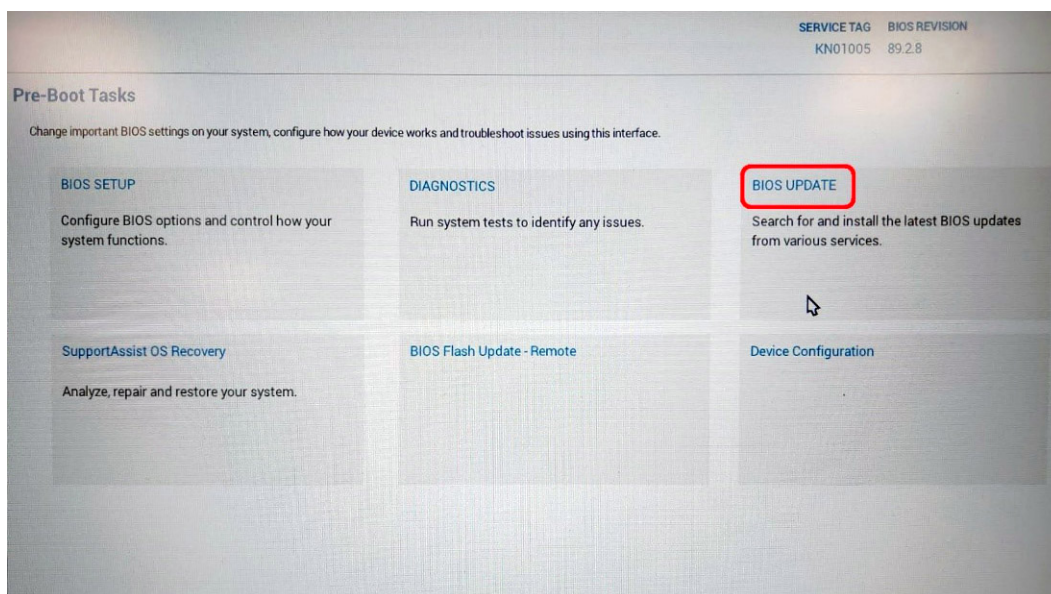 SERVICE TAG BIOS REVISION
KN01005 89.2.8
Pre-Boot Tasks
Change important BIOS settings on your system, configure how your device works and troubleshoot issues using this interface.
BIOS SETUP
Configure BIOS options and control how your
system functions.
DIAGNOSTICS
Run system tests to identify any issues.
BIOS UPDATE
Search for and install the latest BIOS updates
from various services.
SupportAssist OS Recovery
Analyze, repair and restore your system.
BIOS Flash Update - Remote
Device Configuration